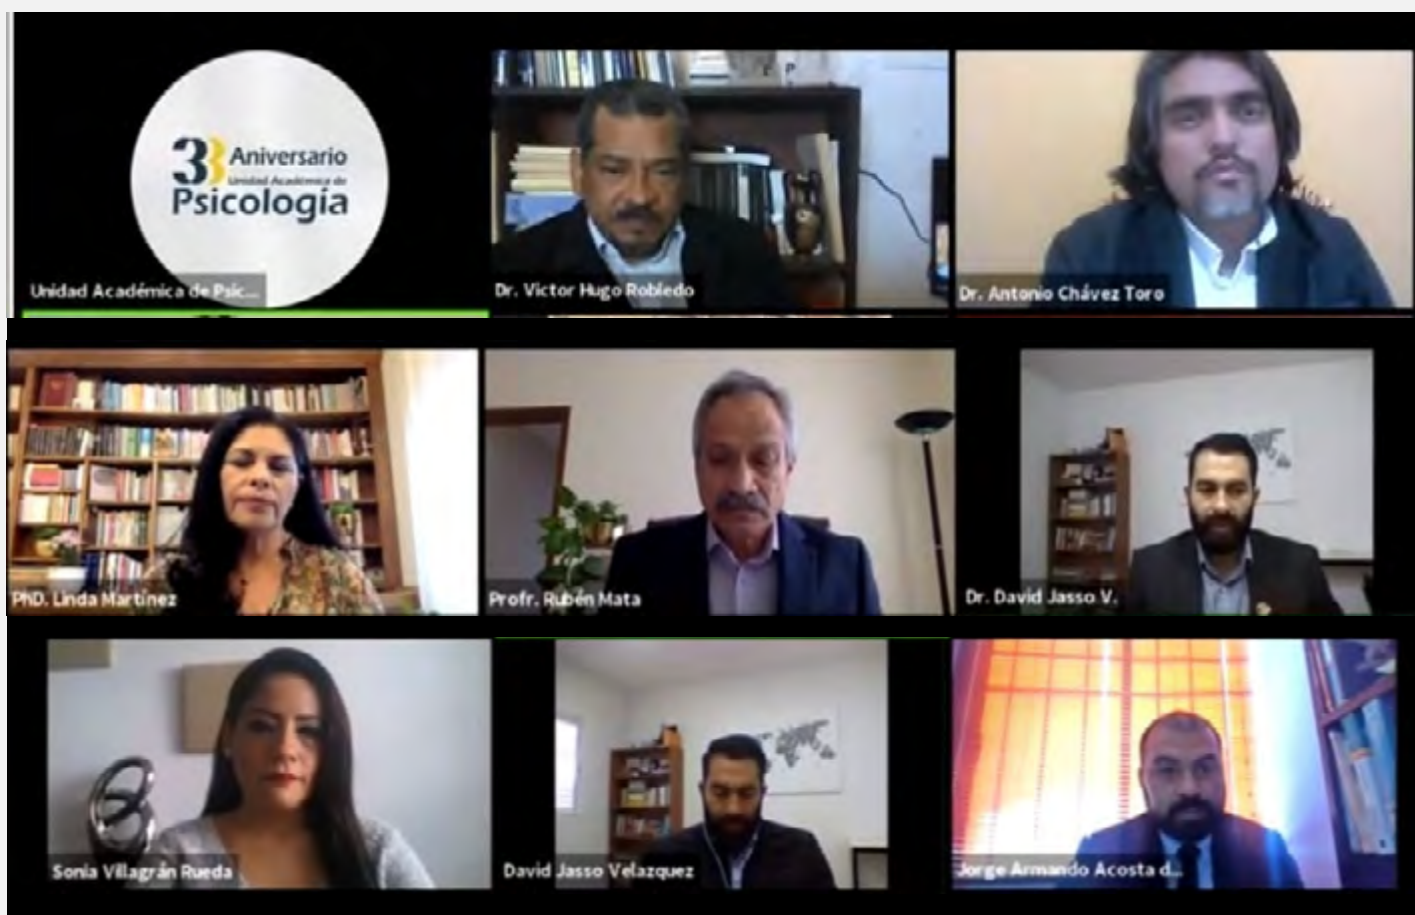 33 Aniversario
Unidad Académica de
Psicología
Unidad Académica de Psic...
Dr. Victor Hugo Robledo
Dr. Antonio Chávez Toro
PhD. Linda Martínez
Profr. Rubén Mata
Dr. David Jasso V.
Sonia Villagrán Rueda
David Jasso Velazquez
Jorge Armando Acosta d...